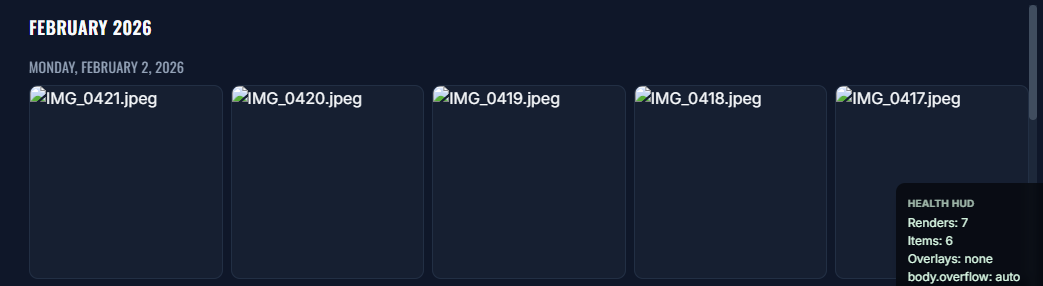 FEBRUARY 2026
MONDAY, FEBRUARY 2, 2026
IMG_0421.jpeg IMG_0420.jpeg IMG_0419.jpeg IMG_0418.jpeg IMG_0417.jpeg
HEALTH HUD
Renders: 7
Items: 6
Overlays: none
body.overflow: auto